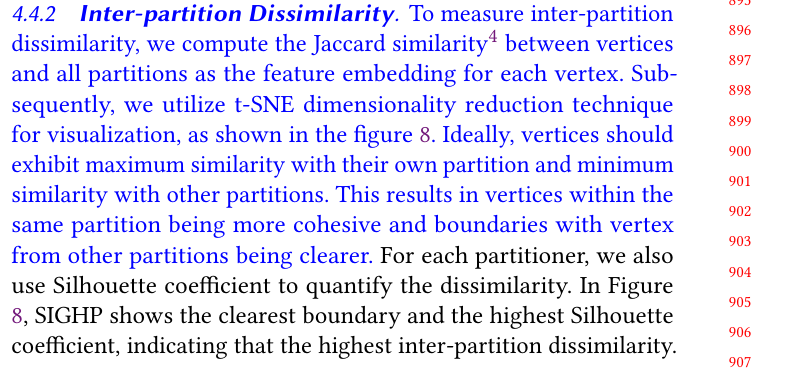 4.4.2 Inter-partition Dissimilarity. To measure inter-partition
dissimilarity, we compute the Jaccard similarity4 between vertices
and all partitions as the feature embedding for each vertex. Sub-
sequently, we utilize t-SNE dimensionality reduction technique
for visualization, as shown in the figure 8. Ideally, vertices should
exhibit maximum similarity with their own partition and minimum
similarity with other partitions. This results in vertices within the
same partition being more cohesive and boundaries with vertex
from other partitions being clearer. For each partitioner, we also
use Silhouette coefficient to quantify the dissimilarity. In Figure
8, SIGHP shows the clearest boundary and the highest Silhouette
coefficient, indicating that the highest inter-partition dissimilarity.
895
896
897
898
899
900
901
902
903
904
905
906
907